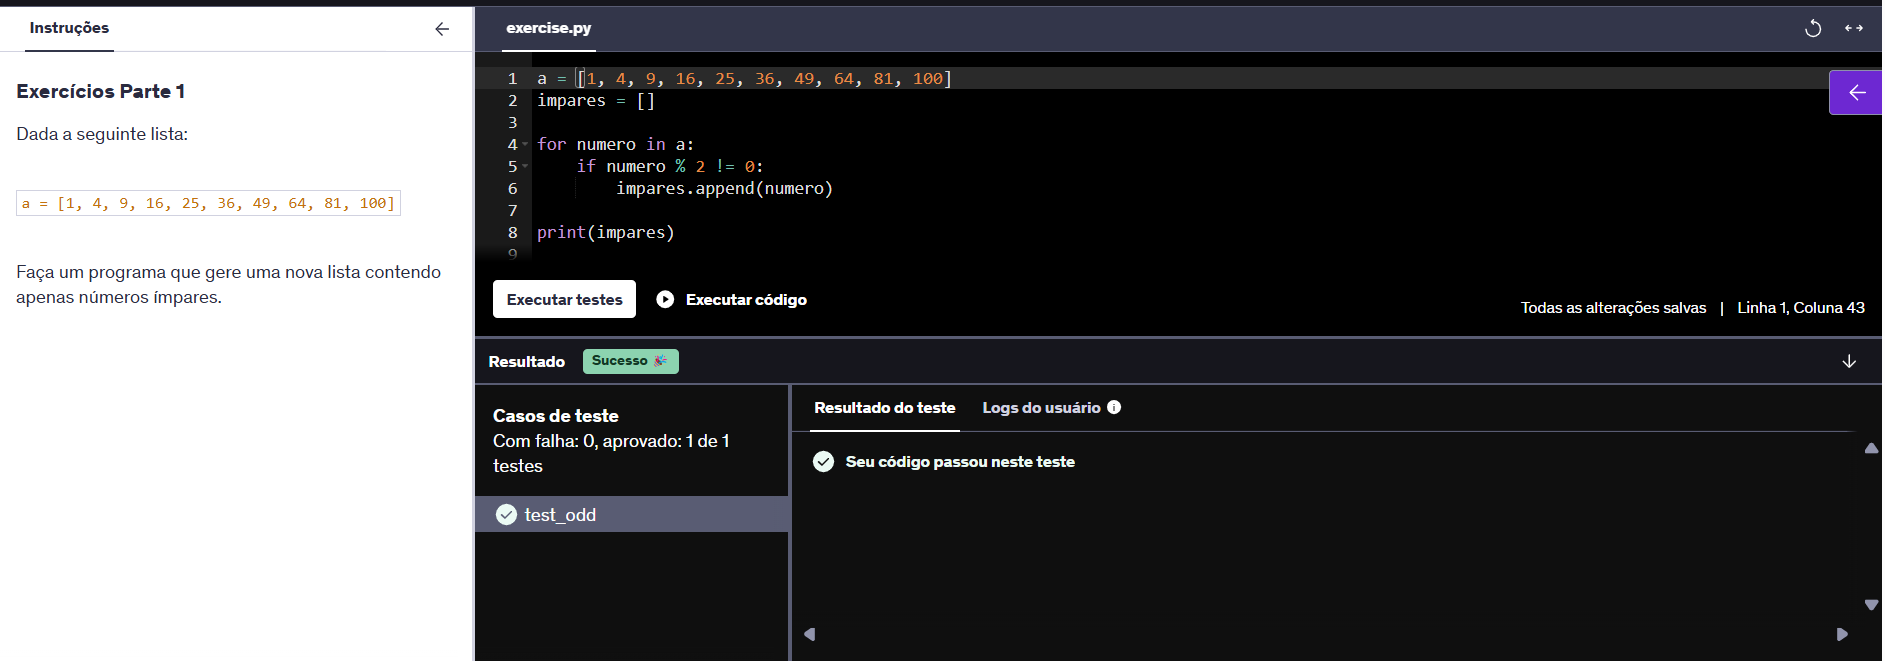 Instruções
Exercícios Parte 1
Dada a seguinte lista:
a = [1, 4, 9, 16, 25, 36, 49, 64, 81, 100]
Faça um programa que gere uma nova lista contendo
apenas números ímpares.
exercise.py
1 a = [1, 4, 9, 16, 25, 36, 49, 64, 81, 100]
2 impares = []
3
4 for numero in a:
5     if numero % 2 != 0:
6         impares.append(numero)
7
8 print(impares)
9
Executar testes Executar código
Todas as alterações salvas | Linha 1, Coluna 43
Resultado Sucesso 🎉
Casos de teste
Com falha: 0, aprovado: 1 de 1
testes
test_odd
Resultado do teste Logs do usuário
Seu código passou neste teste